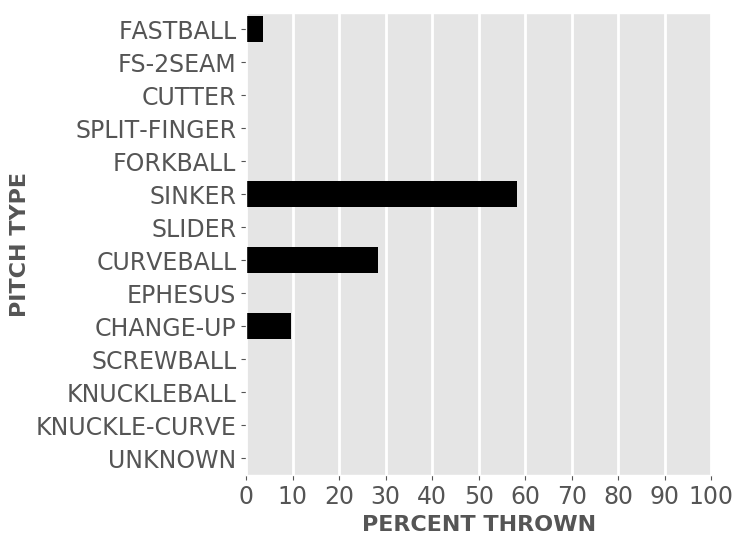 FASTBALL
FS-2SEAM
CUTTER
SPLIT-FINGER
FORKBALL
SINKER
SLIDER
CURVEBALL
EPHESUS
CHANGE-UP
SCREWBALL
KNUCKLEBALL
KNUCKLE-CURVE
UNKNOWN
PITCH TYPE
0 10 20 30 40 50 60 70 80 90 100
PERCENT THROWN